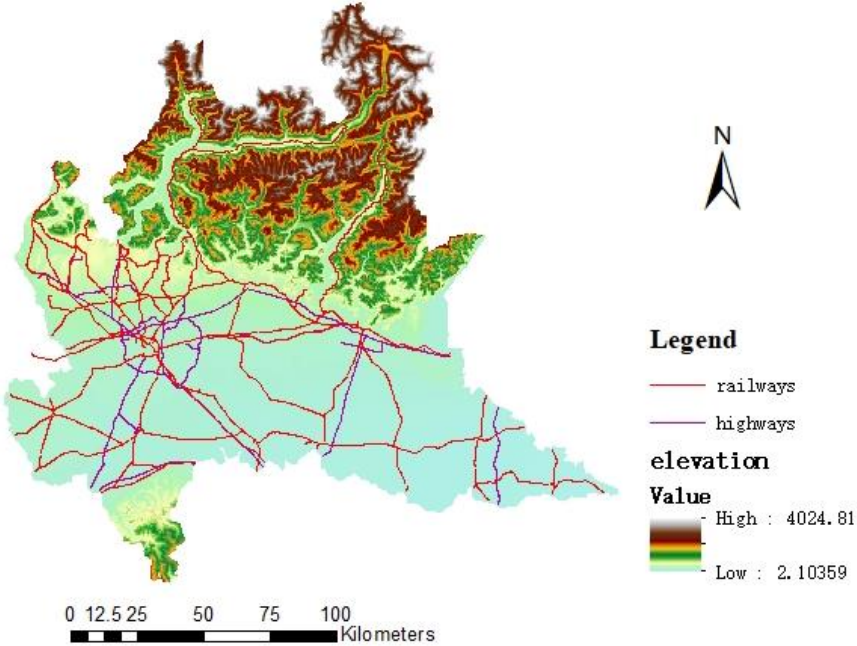 N
Legend
railways
highways
elevation
Value
High : 4024.81
Low : 2.10359
0 12.5 25 50 75 100
Kilometers